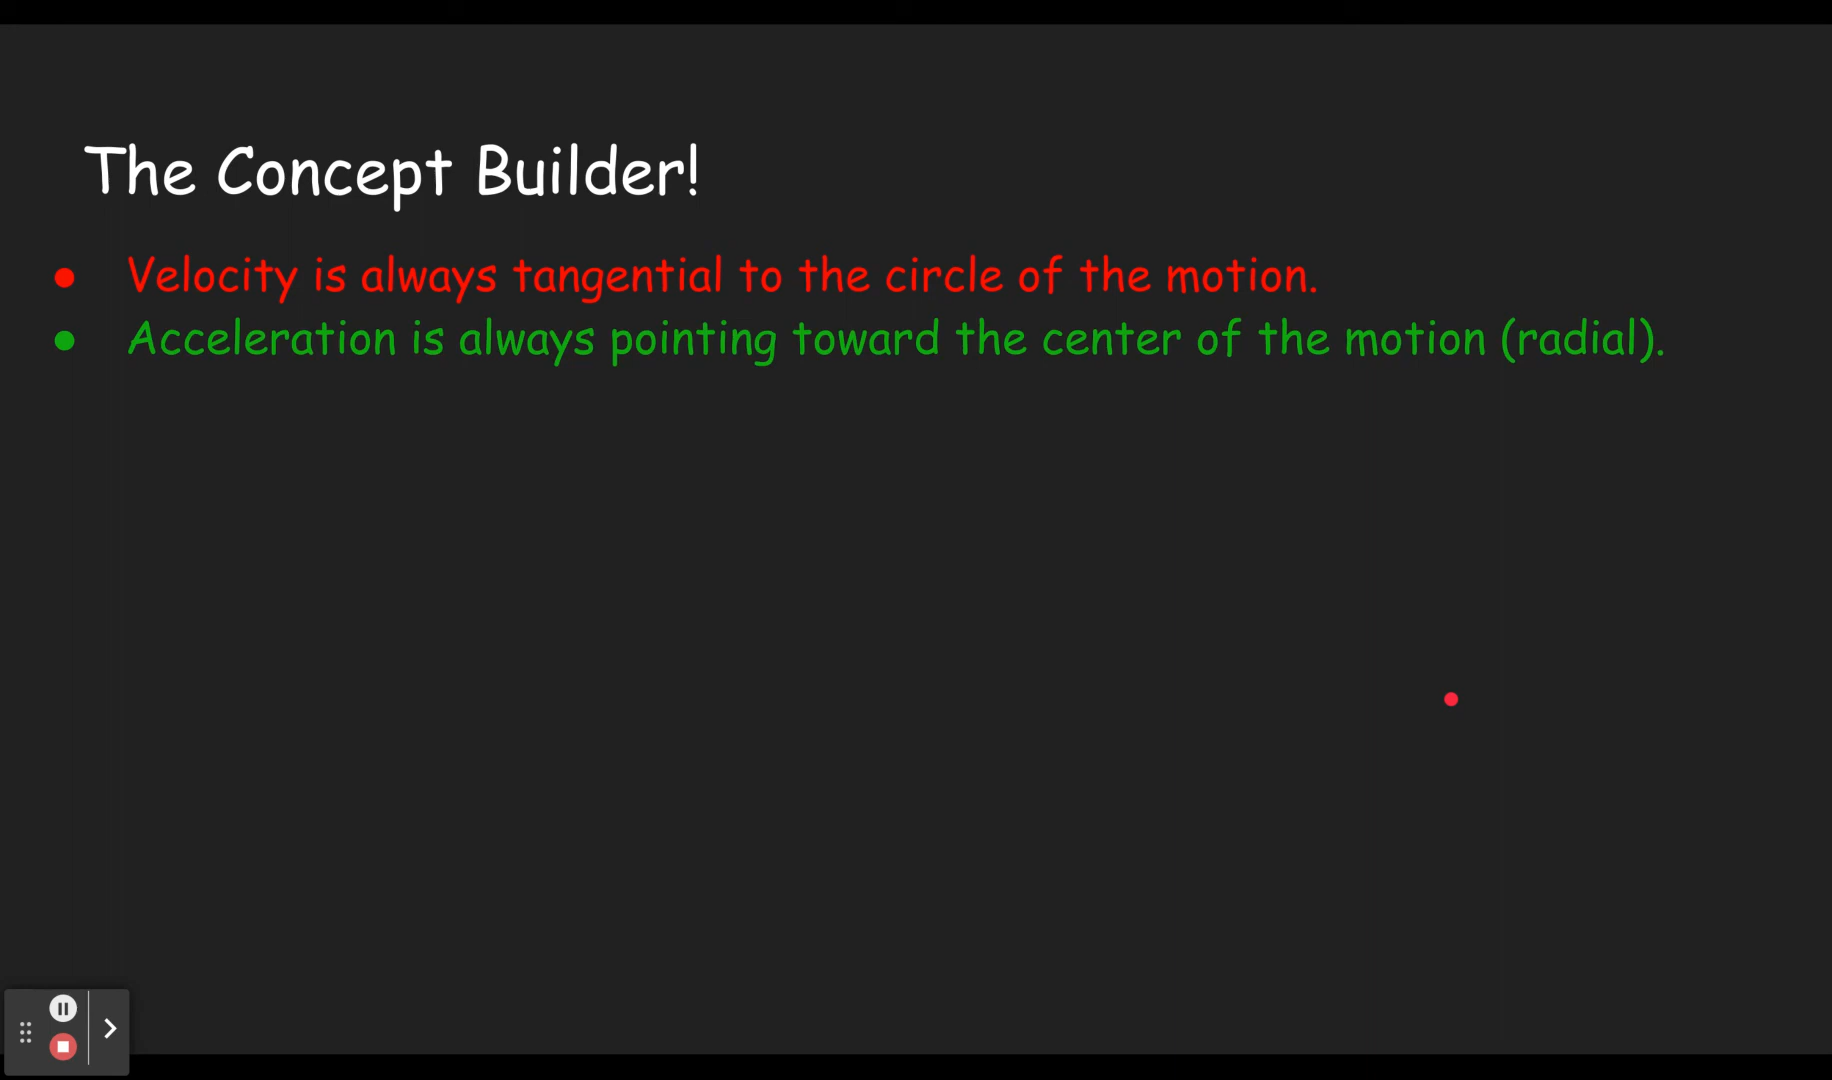 The Concept Builder!
● Velocity is always tangential to the circle of the motion.
● Acceleration is always pointing toward the center of the motion (radial).